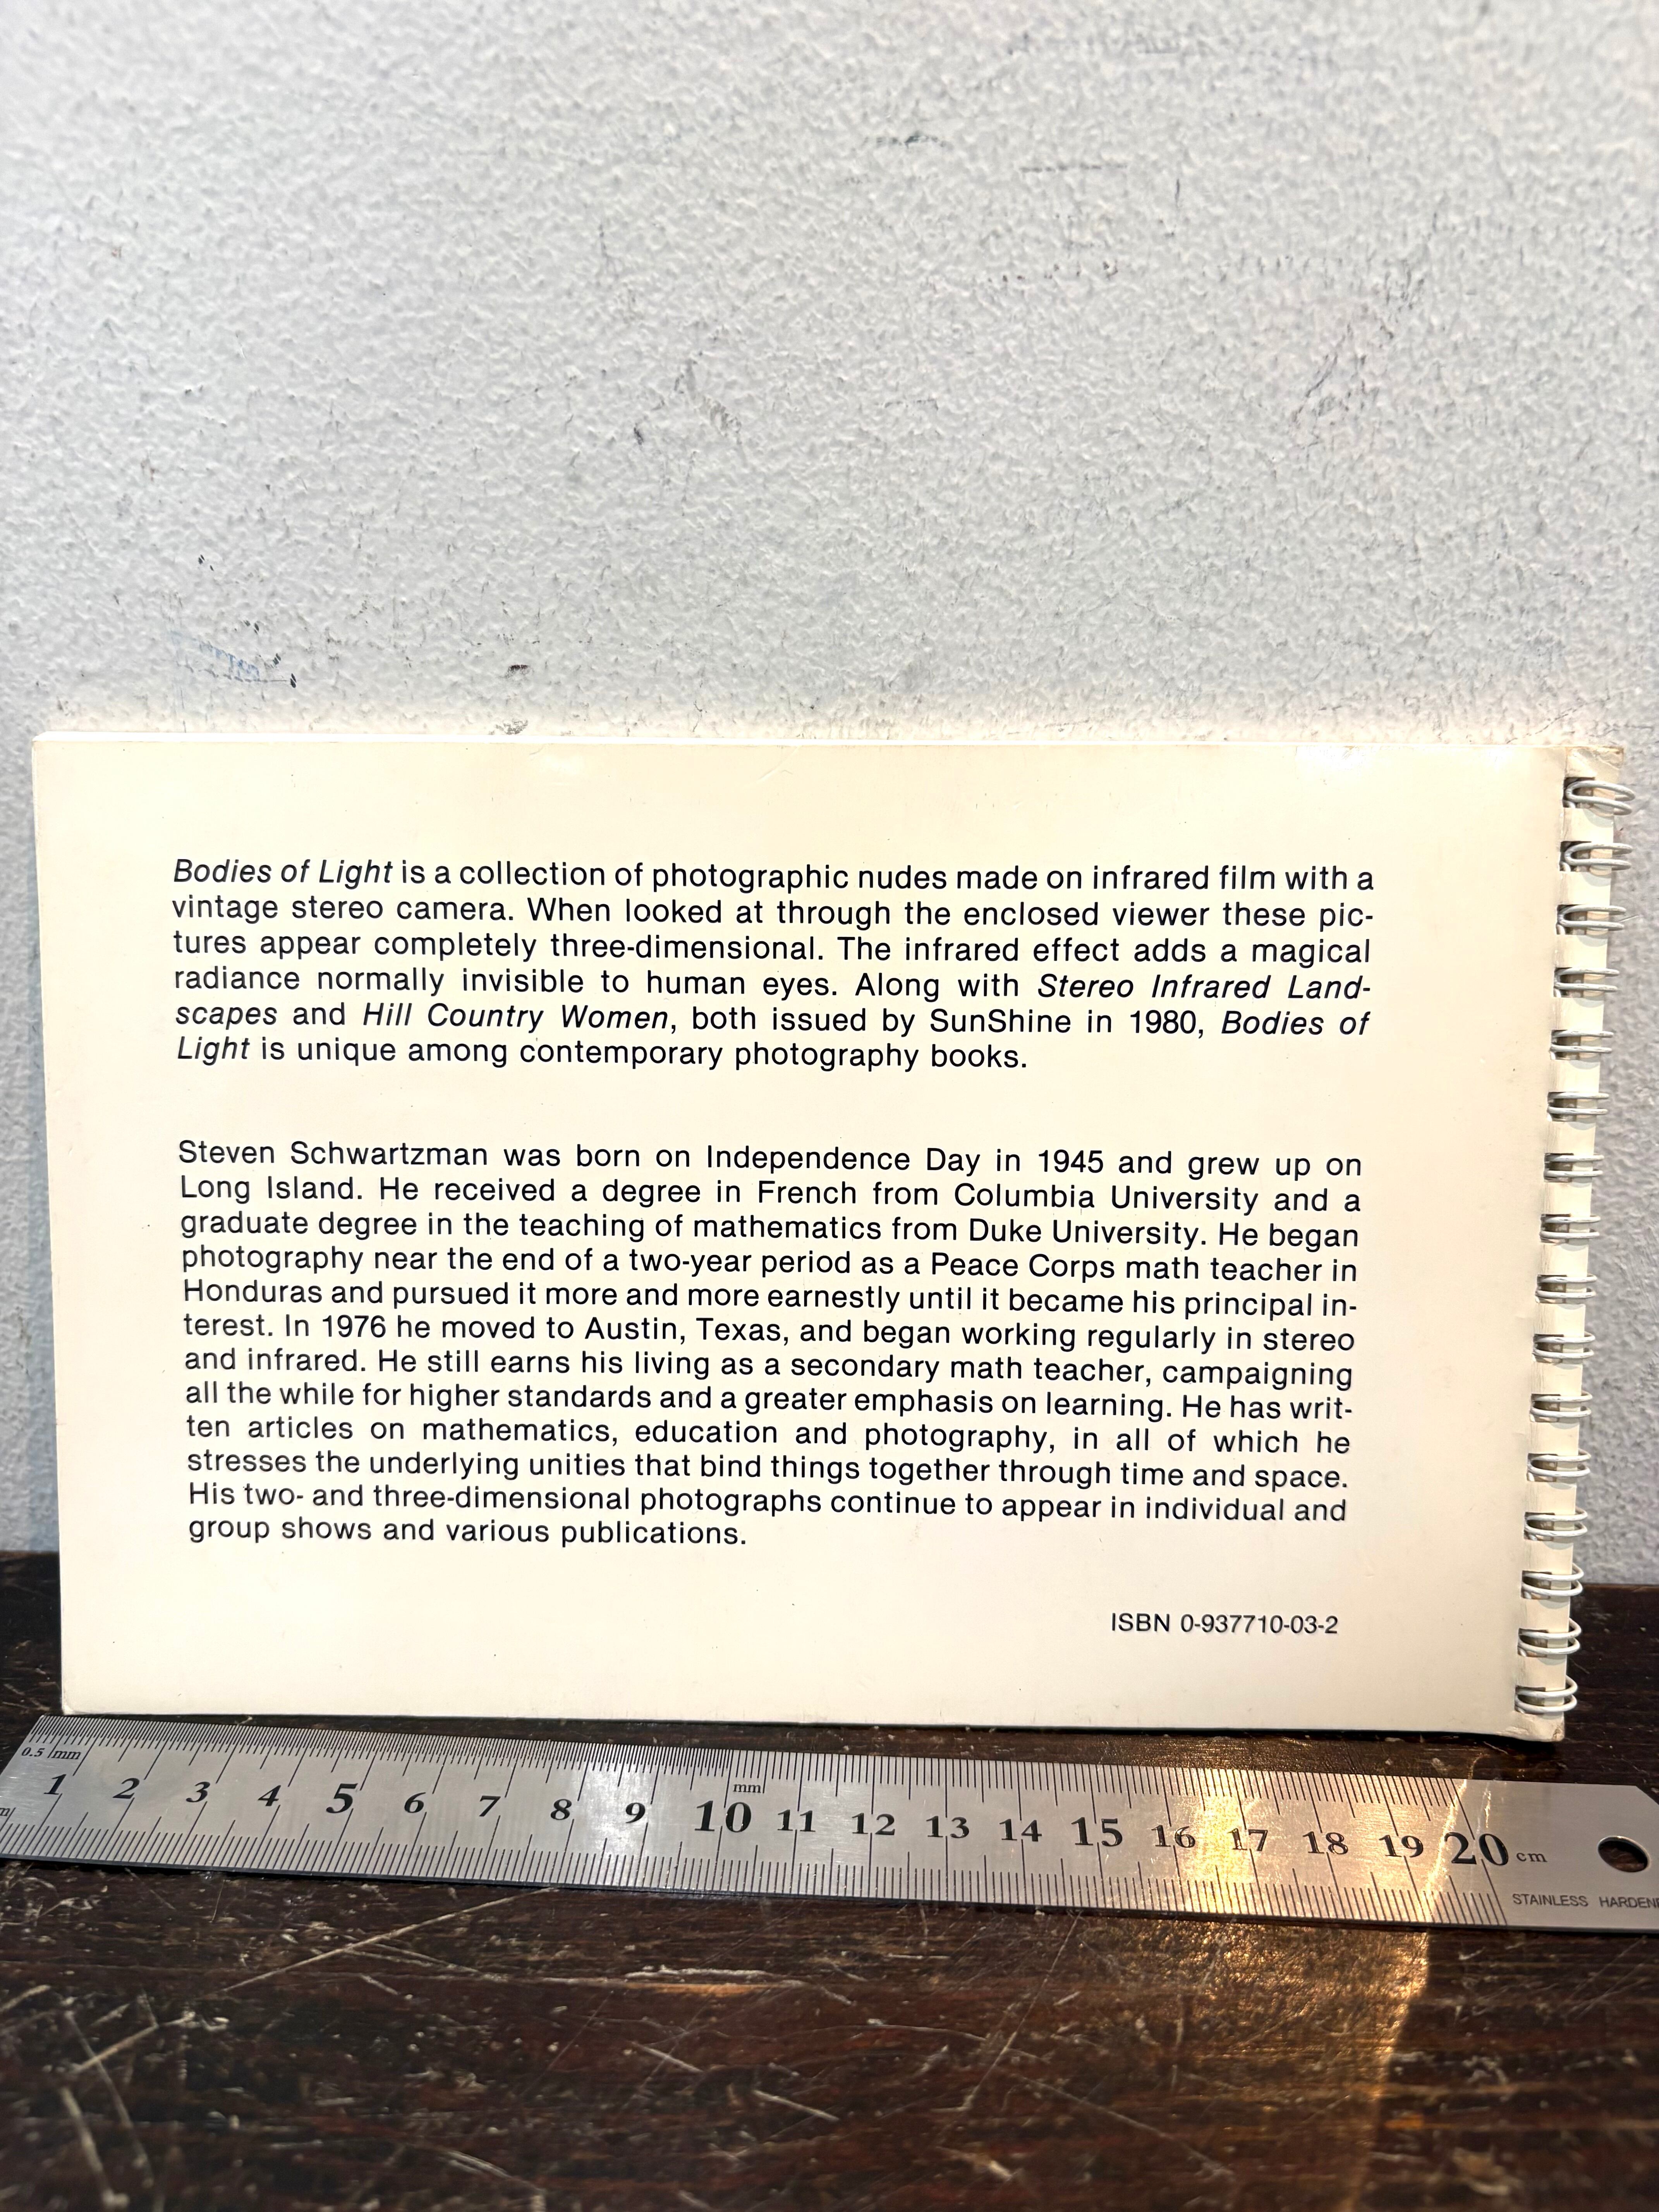 Bodies of Light is a collection of photographic nudes made on infrared film with a
vintage stereo camera. When looked at through the enclosed viewer these pic-
tures appear completely three-dimensional. The infrared effect adds a magical
radiance normally invisible to human eyes. Along with Stereo Infrared Land-
scapes and Hill Country Women, both issued by SunShine in 1980, Bodies of
Light is unique among contemporary photography books.
Steven Schwartzman was born on Independence Day in 1945 and grew up on
Long Island. He received a degree in French from Columbia University and a
graduate degree in the teaching of mathematics from Duke University. He began
photography near the end of a two-year period as a Peace Corps math teacher in
Honduras and pursued it more and more earnestly until it became his principal in-
terest. In 1976 he moved to Austin, Texas, and began working regularly in stereo
and infrared. He still earns his living as a secondary math teacher, campaigning
all the while for higher standards and a greater emphasis on learning. He has writ-
ten articles on mathematics, education and photography, in all of which he
stresses the underlying unities that bind things together through time and space.
His two- and three-dimensional photographs continue to appear in individual and
group shows and various publications.
ISBN 0-937710-03-2
0.5 mm
mm
1 2 3 4 5 6 7 8 9 10 11 12 13 14 15 16 17 18 19 20 cm
STAINLESS